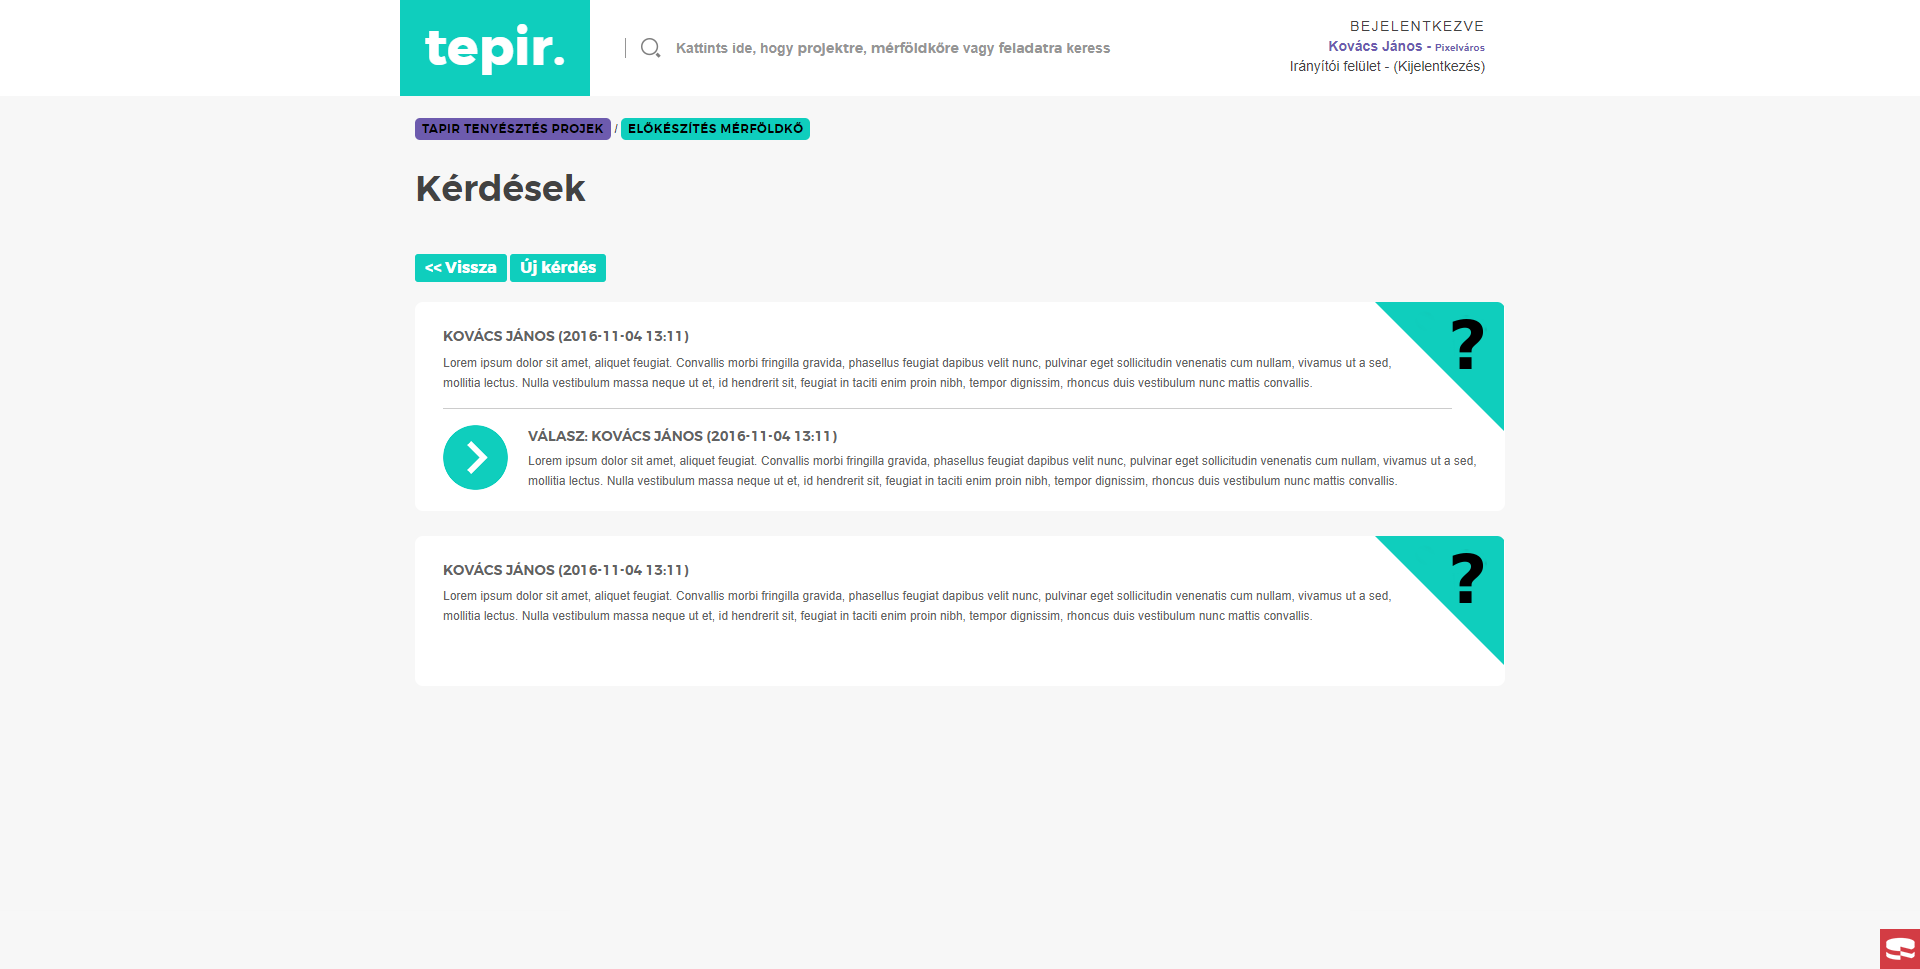 tepir.
Kattints ide, hogy projektre, mérföldkőre vagy feladatra keress
BEJELENTKEZVE
Kovács János - Pixelváros
Irányítói felület - (Kijelentkezés)
TAPIR TENYÉSZTÉS PROJEK / ELŐKÉSZÍTÉS MÉRFÖLDKŐ
Kérdések
<< Vissza
Új kérdés
?
KOVÁCS JÁNOS (2016-11-04 13:11)
Lorem ipsum dolor sit amet, aliquet feugiat. Convallis morbi fringilla gravida, phasellus feugiat dapibus velit nunc, pulvinar eget sollicitudin venenatis cum nullam, vivamus ut a sed,
mollitia lectus. Nulla vestibulum massa neque ut et, id hendrerit sit, feugiat in taciti enim proin nibh, tempor dignissim, rhoncus duis vestibulum nunc mattis convallis.
VÁLASZ: KOVÁCS JÁNOS (2016-11-04 13:11)
Lorem ipsum dolor sit amet, aliquet feugiat. Convallis morbi fringilla gravida, phasellus feugiat dapibus velit nunc, pulvinar eget sollicitudin venenatis cum nullam, vivamus ut a sed,
mollitia lectus. Nulla vestibulum massa neque ut et, id hendrerit sit, feugiat in taciti enim proin nibh, tempor dignissim, rhoncus duis vestibulum nunc mattis convallis.
?
KOVÁCS JÁNOS (2016-11-04 13:11)
Lorem ipsum dolor sit amet, aliquet feugiat. Convallis morbi fringilla gravida, phasellus feugiat dapibus velit nunc, pulvinar eget sollicitudin venenatis cum nullam, vivamus ut a sed,
mollitia lectus. Nulla vestibulum massa neque ut et, id hendrerit sit, feugiat in taciti enim proin nibh, tempor dignissim, rhoncus duis vestibulum nunc mattis convallis.